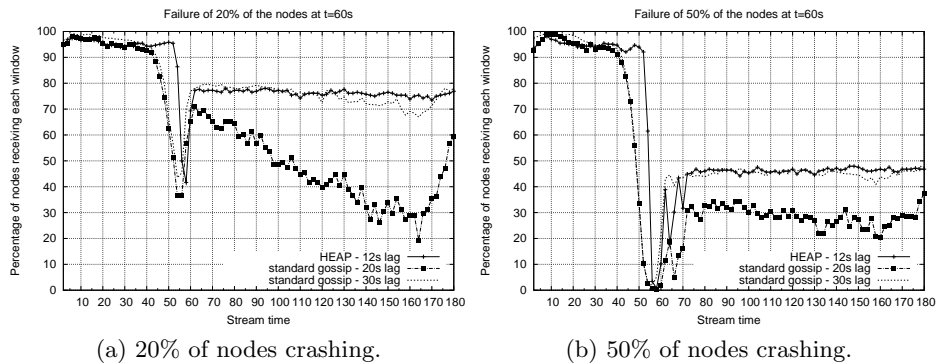 Failure of 20% of the nodes at t=60s
Percentage of nodes receiving each window
100
90
80
70
60
50
40
30
20
10
0
HEAP - 12s lag
standard gossip - 20s lag
standard gossip - 30s lag
10 20 30 40 50 60 70 80 90 100 110 120 130 140 150 160 170 180
Stream time
(a) 20% of nodes crashing.
Failure of 50% of the nodes at t=60s
Percentage of nodes receiving each window
100
90
80
70
60
50
40
30
20
10
0
HEAP - 12s lag
standard gossip - 20s lag
standard gossip - 30s lag
10 20 30 40 50 60 70 80 90 100 110 120 130 140 150 160 170 180
Stream time
(b) 50% of nodes crashing.